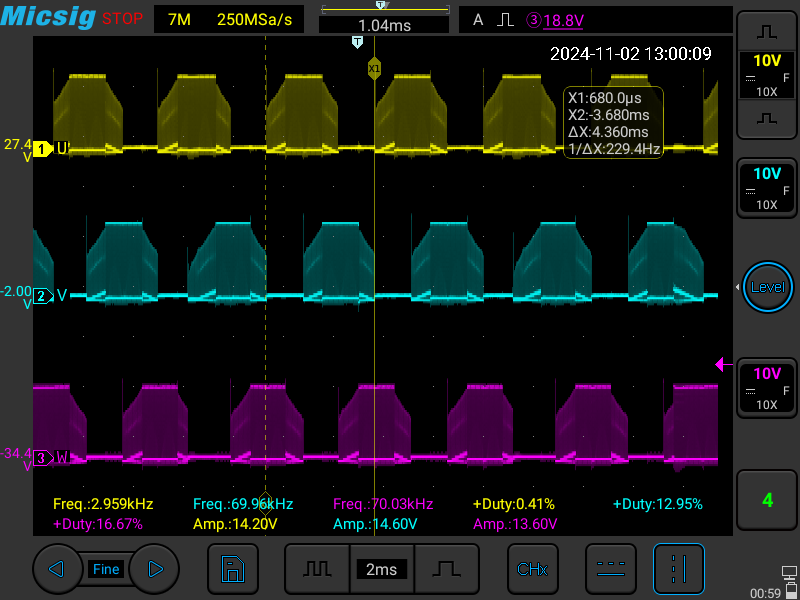 Micsig STOP 7M 250MSa/s T 1.04ms A 3 18.8V
T
2024-11-02 13:00:09
X1
10V
F
10X
X1:680.0μs
X2:-3.680ms
ΔX:4.360ms
1/ΔX:229.4Hz
27.4
V
1 U
10V
F
10X
-2.00
V
2 V
Level
10V
F
10X
-34.4
V
3 W
Freq.:2.959kHz Freq.:69.96kHz Freq.:70.03kHz +Duty:0.41% +Duty:12.95%
+Duty:16.67% Amp.:14.20V Amp.:14.60V Amp.:13.60V
4
Fine 2ms CHx
00:59